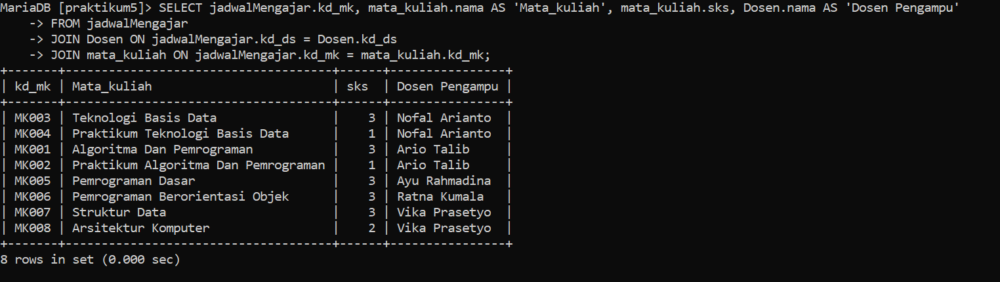 MariaDB [praktikum5]> SELECT jadwalMengajar.kd_mk, mata_kuliah.nama AS 'Mata_kuliah', mata_kuliah.sks, Dosen.nama AS 'Dosen Pengampu'
    -> FROM jadwalMengajar
    -> JOIN Dosen ON jadwalMengajar.kd_ds = Dosen.kd_ds
    -> JOIN mata_kuliah ON jadwalMengajar.kd_mk = mata_kuliah.kd_mk;
+-------+-------------------------------------+------+----------------+
| kd_mk | Mata_kuliah                         | sks  | Dosen Pengampu |
+-------+-------------------------------------+------+----------------+
| MK003 | Teknologi Basis Data                |    3 | Nofal Arianto  |
| MK004 | Praktikum Teknologi Basis Data      |    1 | Nofal Arianto  |
| MK001 | Algoritma Dan Pemrograman           |    3 | Ario Talib     |
| MK002 | Praktikum Algoritma Dan Pemrograman |    1 | Ario Talib     |
| MK005 | Pemrograman Dasar                   |    3 | Ayu Rahmadina  |
| MK006 | Pemrograman Berorientasi Objek      |    3 | Ratna Kumala   |
| MK007 | Struktur Data                       |    3 | Vika Prasetyo  |
| MK008 | Arsitektur Komputer                 |    2 | Vika Prasetyo  |
+-------+-------------------------------------+------+----------------+
8 rows in set (0.000 sec)